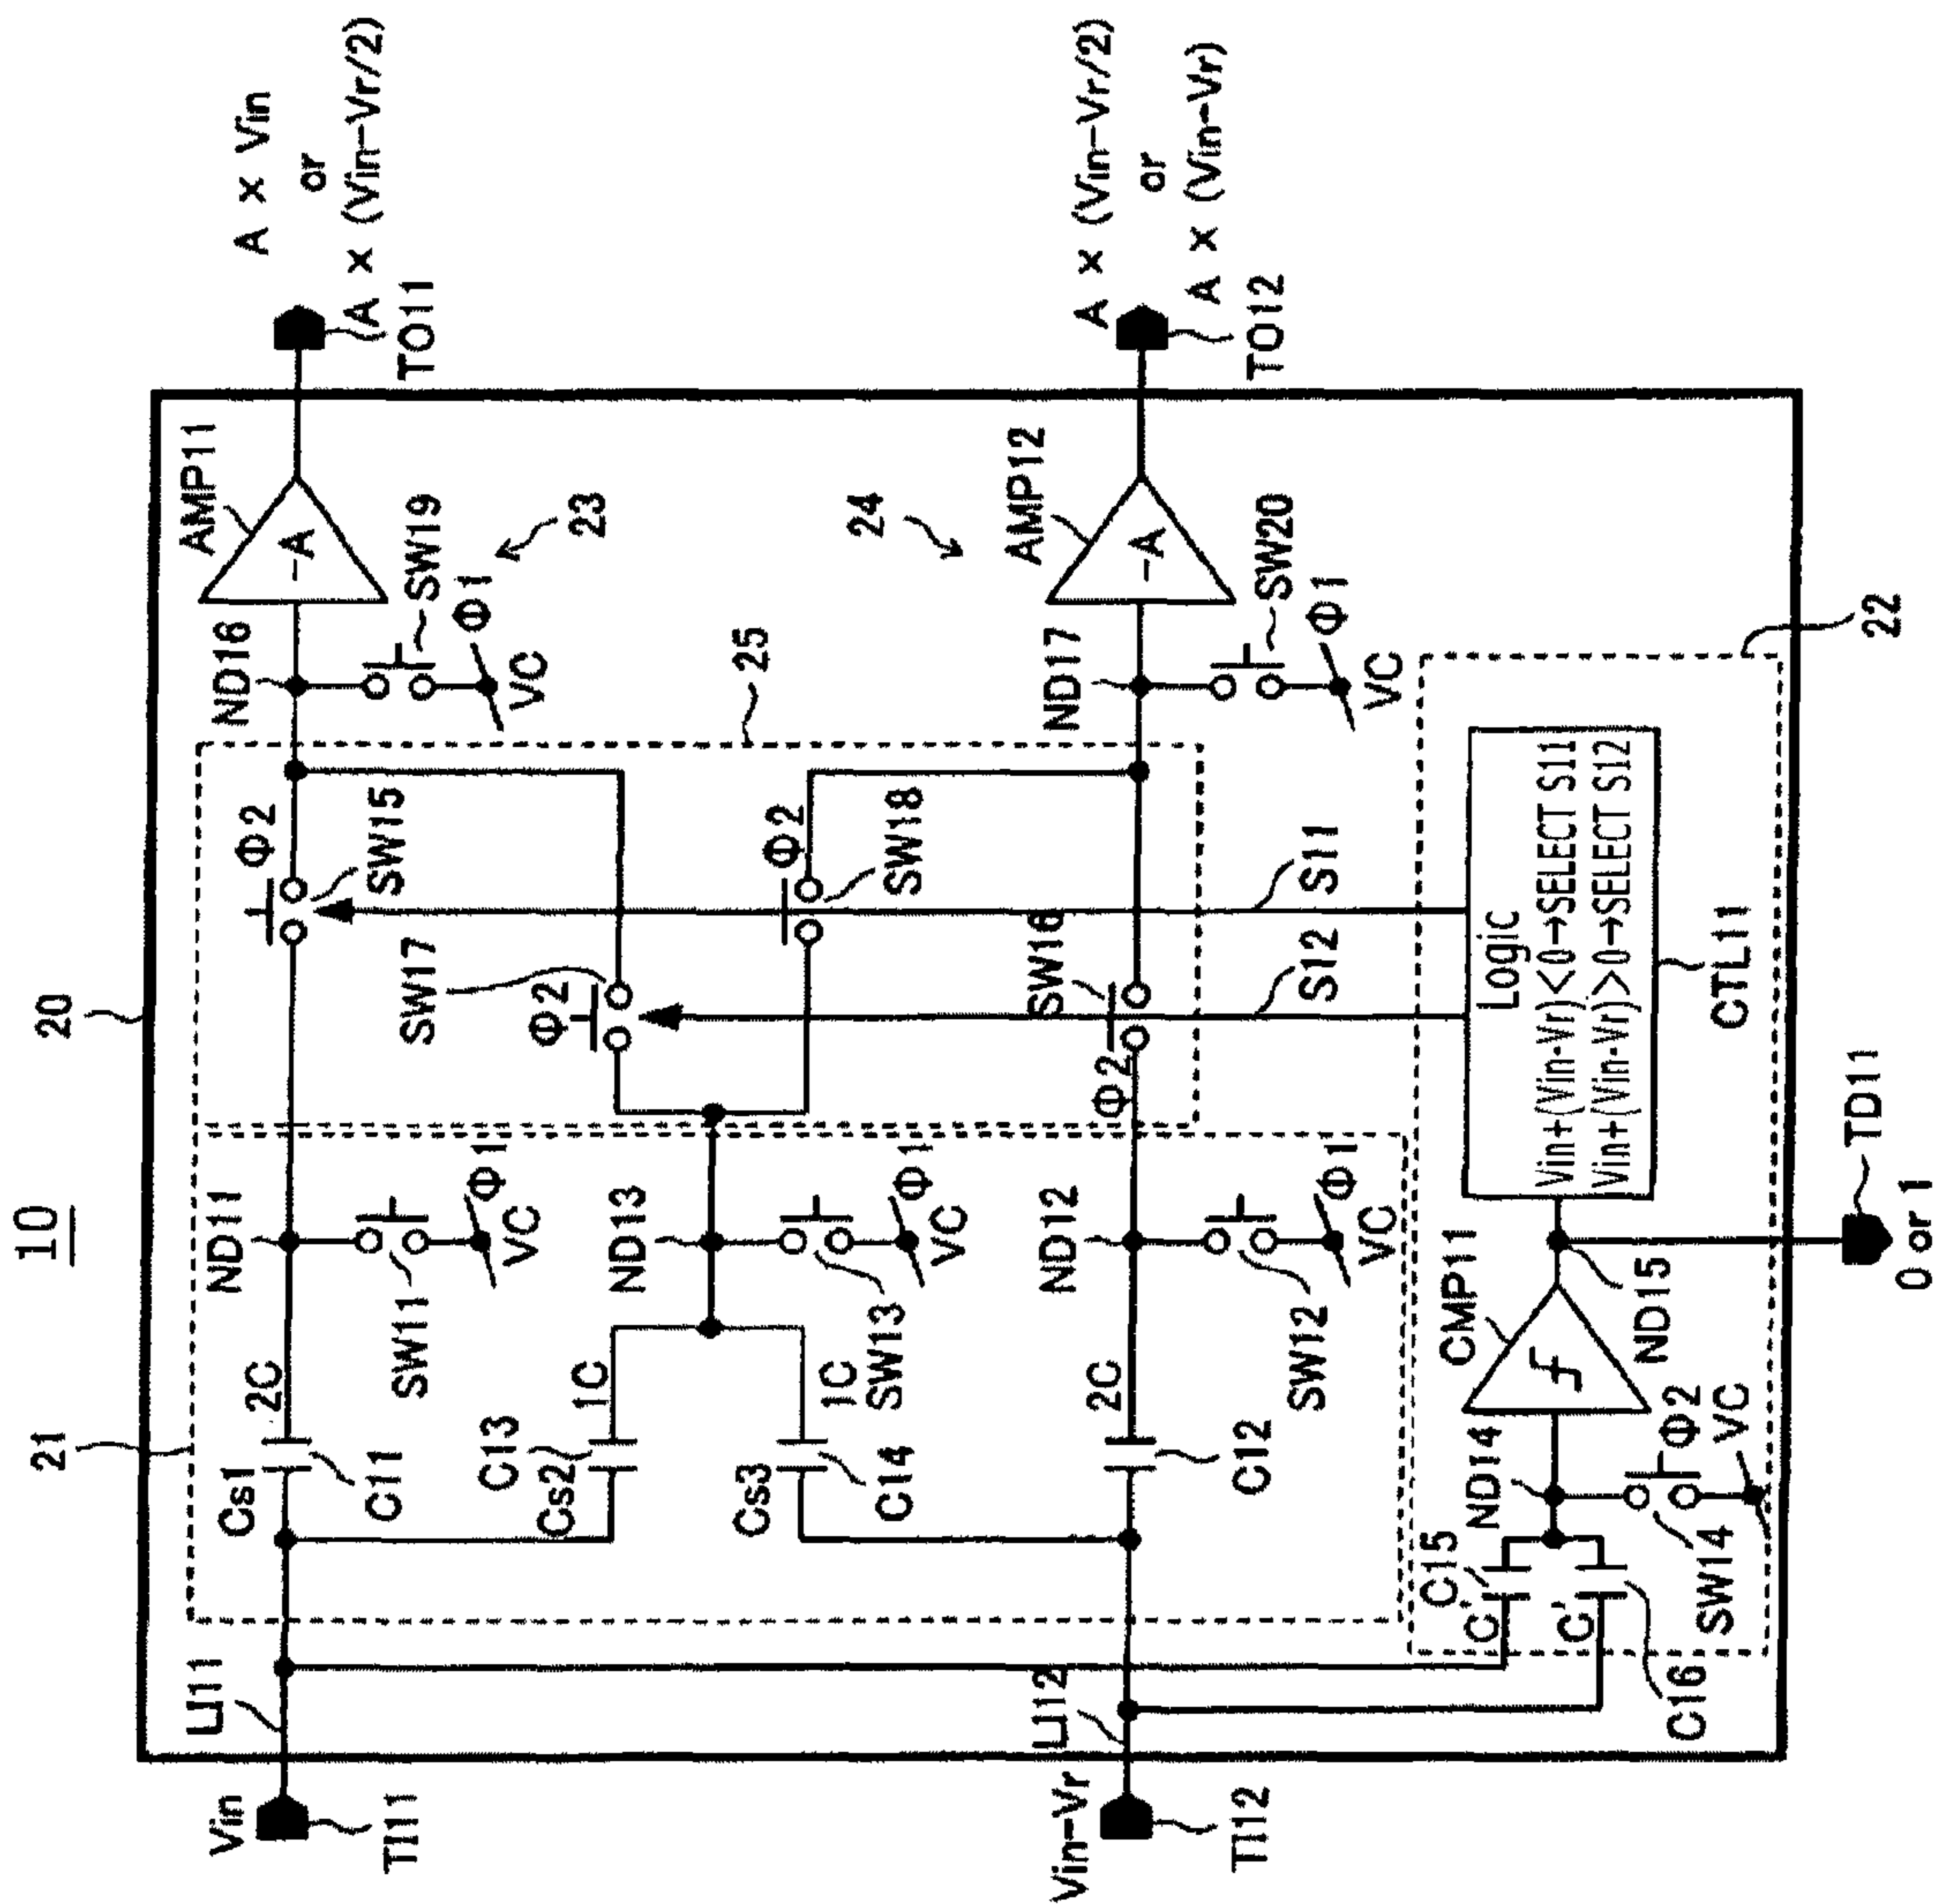 10
20
21
Vin
TI11
LI11
Cs1
2C
C11
ND11
SW11
Φ1
VC
Φ2
SW15
ND16
SW19
Φ1
VC
AMP11
-A
23
TO11
A × Vin
or
A × (Vin-Vr/2)
C13
Cs2
1C
Cs3
1C
C14
ND13
SW13
Φ1
VC
SW17
Φ2
Φ2
SW18
25
24
Vin-Vr
TI12
LI12
2C
C12
ND12
SW12
Φ1
VC
Φ2
SW16
ND17
SW20
Φ1
VC
AMP12
-A
TO12
A × (Vin-Vr/2)
or
A × (Vin-Vr)
S11
S12
C15
C'
C'
C16
ND14
SW14
Φ2
VC
CMP11
ND15
Logic
Vin+(Vin-Vr)<0→SELECT S11
Vin+(Vin-Vr)>0→SELECT S12
CTL11
22
TD11
0 or 1